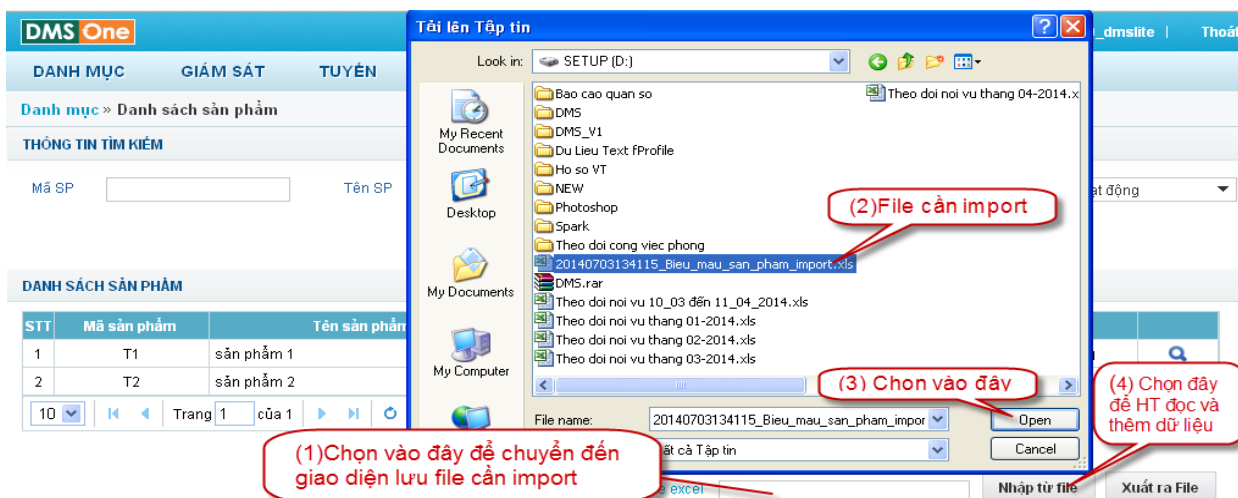 DMS One
_dmslite | Thoát
DANH MỤC GIÁM SÁT TUYẾN
Danh mục » Danh sách sản phẩm
THÔNG TIN TÌM KIẾM
Mã SP Tên SP
ạt động
DANH SÁCH SẢN PHẨM
STT Mã sản phẩm Tên sản phẩm
1 T1 sản phẩm 1
2 T2 sản phẩm 2
10 Trang 1 của 1
Tải lên Tập tin
Look in: SETUP (D:)
My Recent Documents
Desktop
My Documents
My Computer
Bao cao quan so
DMS
DMS_V1
Du Lieu Text fProfile
Ho so VT
NEW
Photoshop
Spark
Theo doi cong viec phong
20140703134115_Bieu_mau_san_pham_import.xls
DMS.rar
Theo doi noi vu 10_03 đến 11_04_2014.xls
Theo doi noi vu thang 01-2014.xls
Theo doi noi vu thang 02-2014.xls
Theo doi noi vu thang 03-2014.xls
Theo doi noi vu thang 04-2014.x
File name: 20140703134115_Bieu_mau_san_pham_impor Open
ất cả Tập tin Cancel
(2)File cần import
(3) Chọn vào đây
(4) Chọn đây
để HT đọc và
thêm dữ liệu
(1)Chọn vào đây để chuyển đến
giao diện lưu file cần import
e excel Nhập từ file Xuất ra File